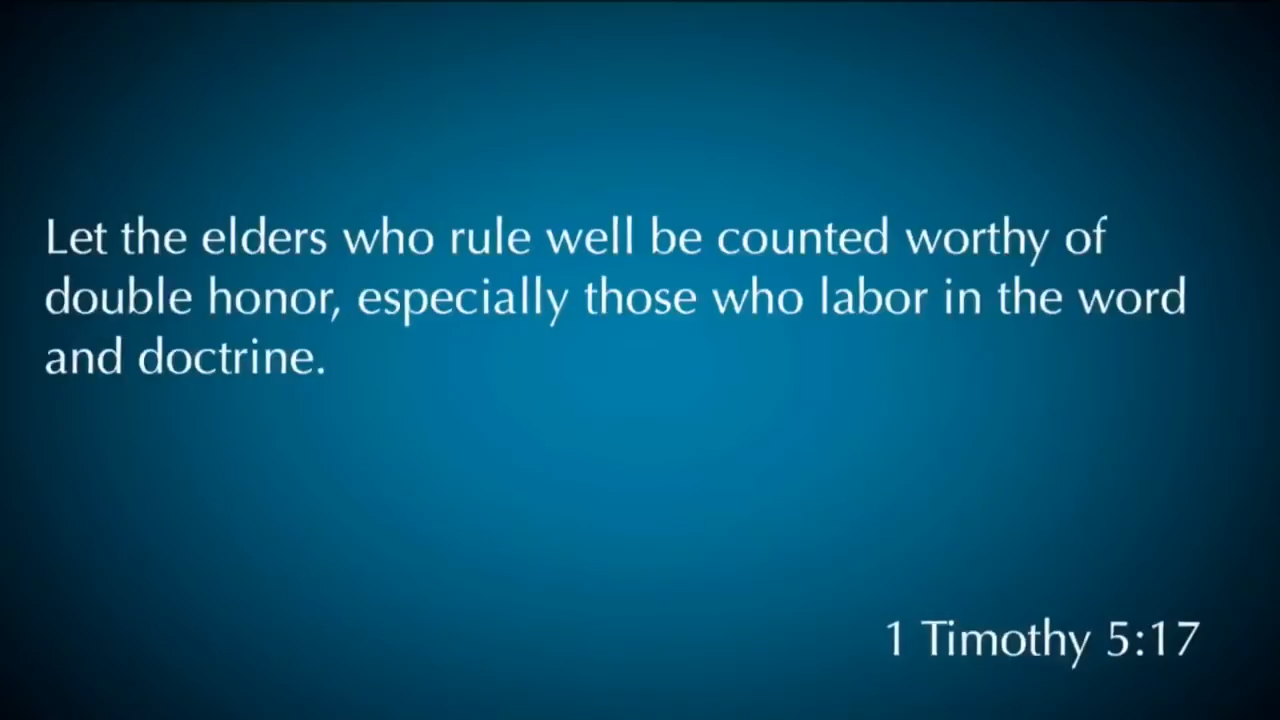 Let the elders who rule well be counted worthy of
double honor, especially those who labor in the word
and doctrine.
1 Timothy 5:17